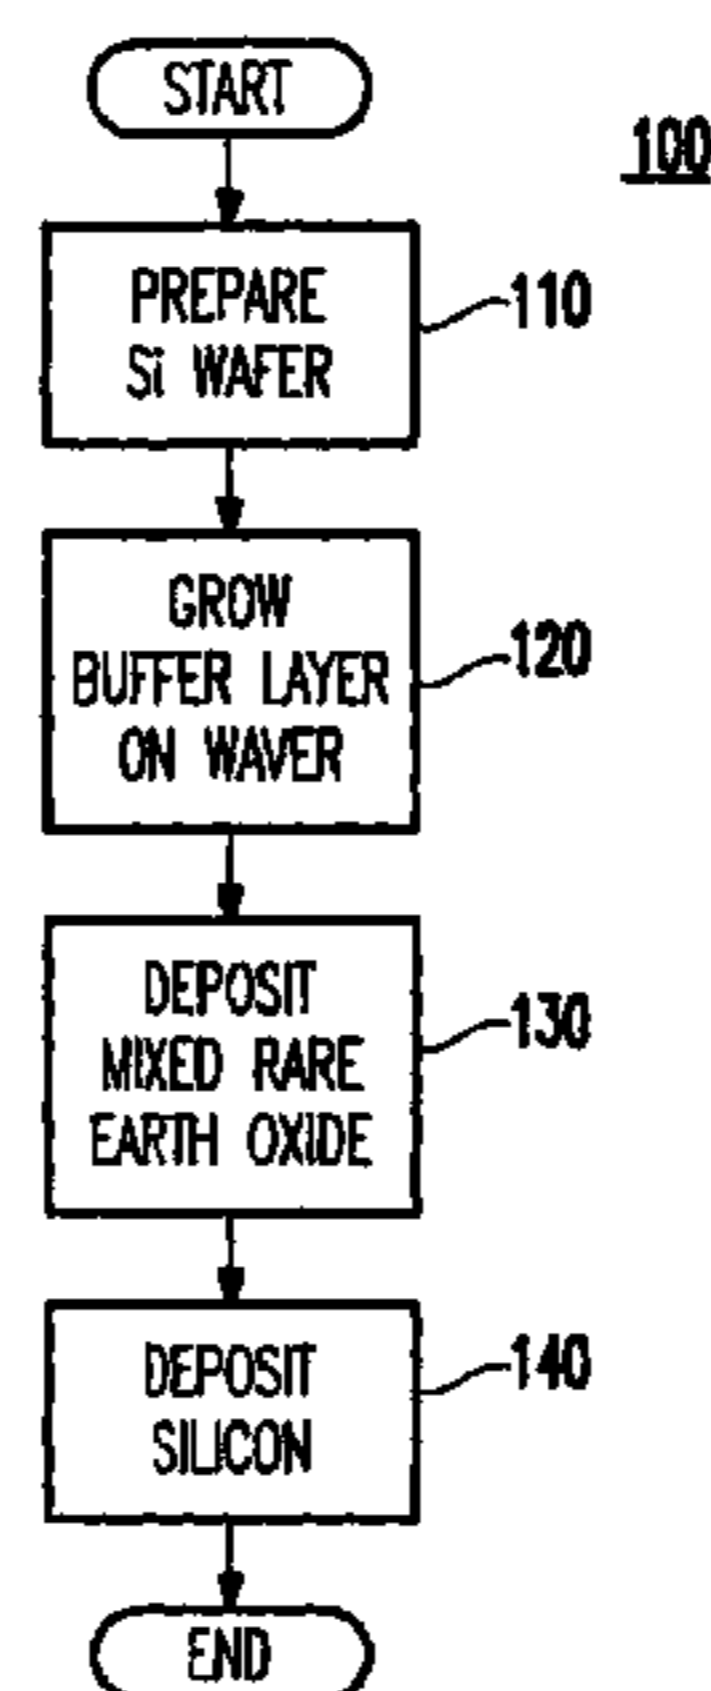 START
100
PREPARE
Si WAFER
110
GROW
BUFFER LAYER
ON WAVER
120
DEPOSIT
MIXED RARE
EARTH OXIDE
130
DEPOSIT
SILICON
140
END